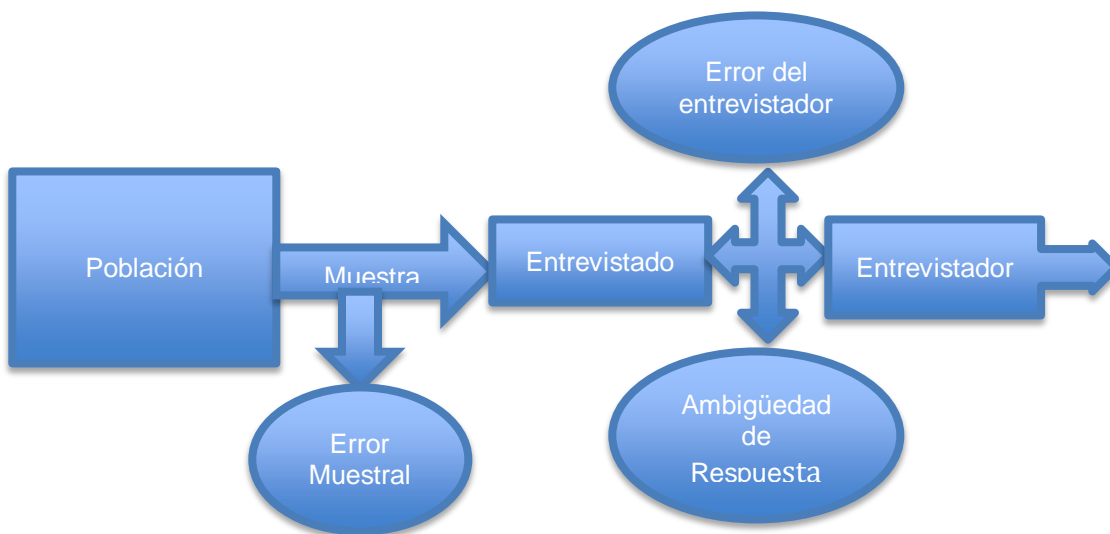 Error del
entrevistador
Población
Muestra
Entrevistado
Entrevistador
Error
Muestral
Ambigüedad
de
Respuesta